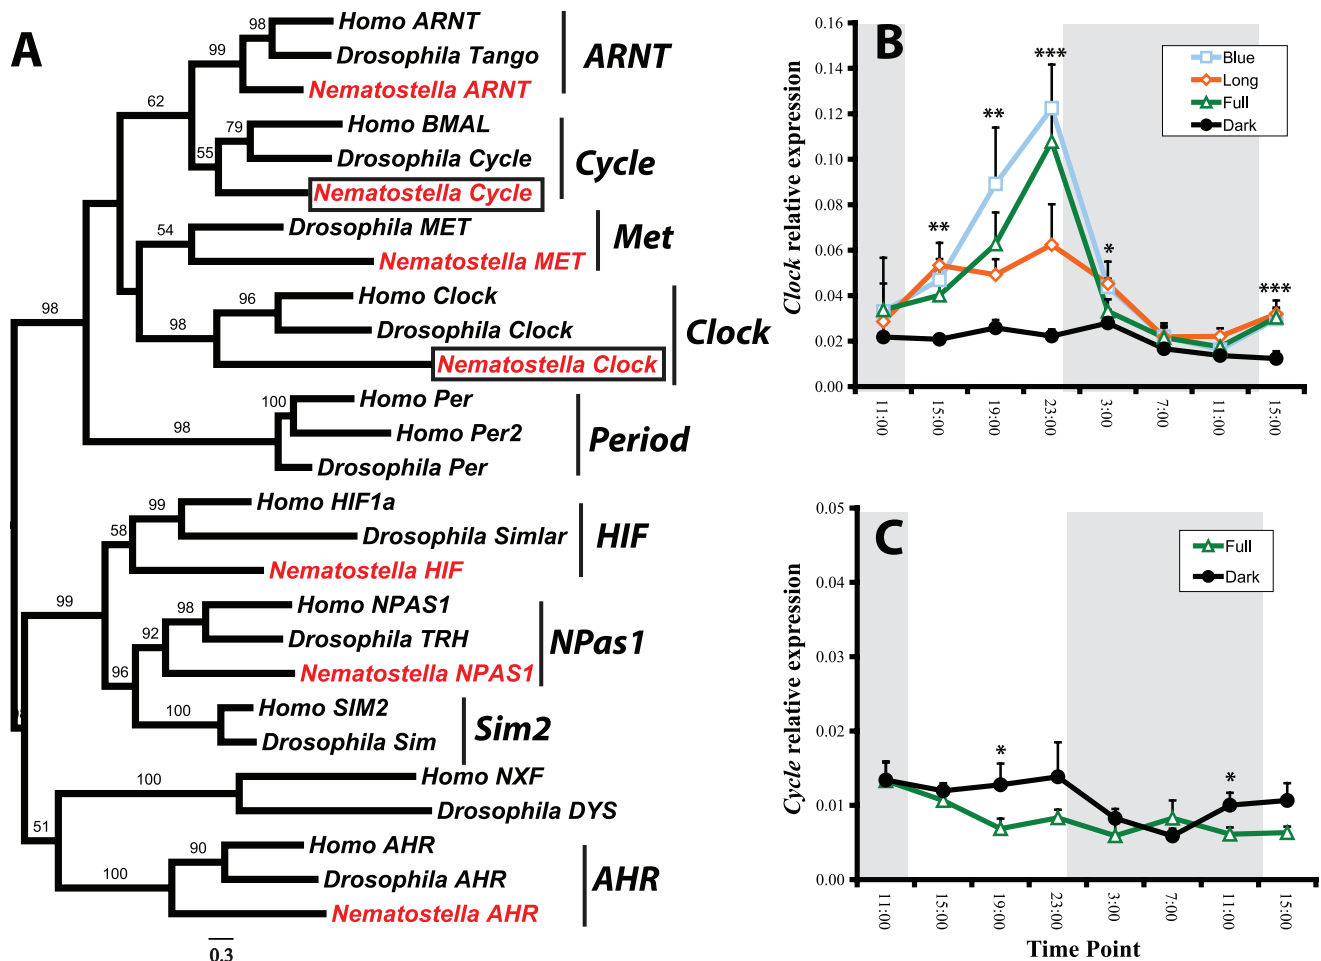 A
98
Homo ARNT
99
Drosophila Tango
ARNT
Nematostella ARNT
62
79
Homo BMAL
55
Drosophila Cycle
Cycle
Nematostella Cycle
54
Drosophila MET
Met
Nematostella MET
98
96
Homo Clock
98
Drosophila Clock
Clock
Nematostella Clock
100
Homo Per
98
Homo Per2
Period
Drosophila Per
99
Homo HIF1a
58
Drosophila Simlar
HIF
Nematostella HIF
99
98
Homo NPAS1
92
Drosophila TRH
NPas1
Nematostella NPAS1
96
Homo SIM2
100
Drosophila Sim
Sim2
100
Homo NXF
Drosophila DYS
51
90
Homo AHR
100
Drosophila AHR
AHR
Nematostella AHR
0.3
B
Clock relative expression
0.16
0.14
0.12
0.10
0.08
0.06
0.04
0.02
0.00
**
**
***
*
***
Blue
Long
Full
Dark
11:00
15:00
19:00
23:00
3:00
7:00
11:00
15:00
C
Cycle relative expression
0.05
0.04
0.03
0.02
0.01
0.00
*
*
Full
Dark
11:00
15:00
19:00
23:00
3:00
7:00
11:00
15:00
Time Point